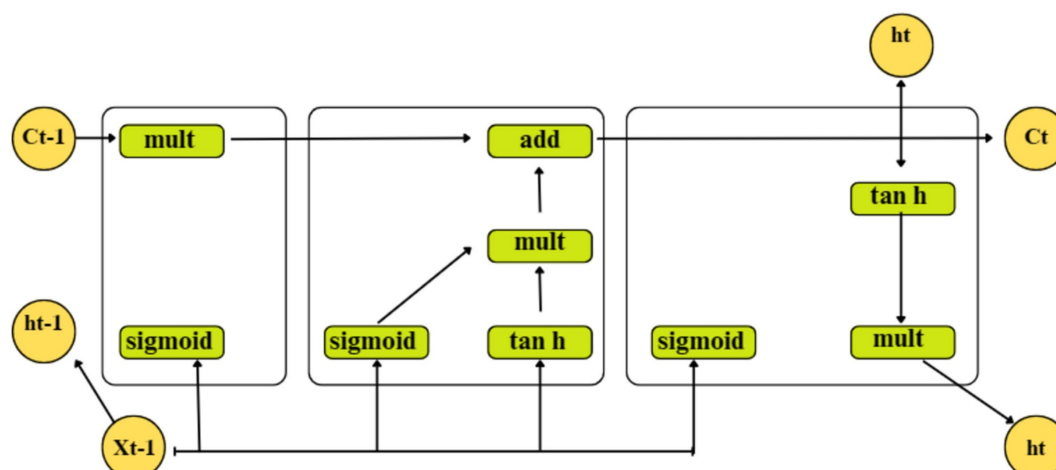 ht
Ct-1
mult
add
Ct
tan h
mult
ht-1
sigmoid
sigmoid
tan h
sigmoid
mult
Xt-1
ht